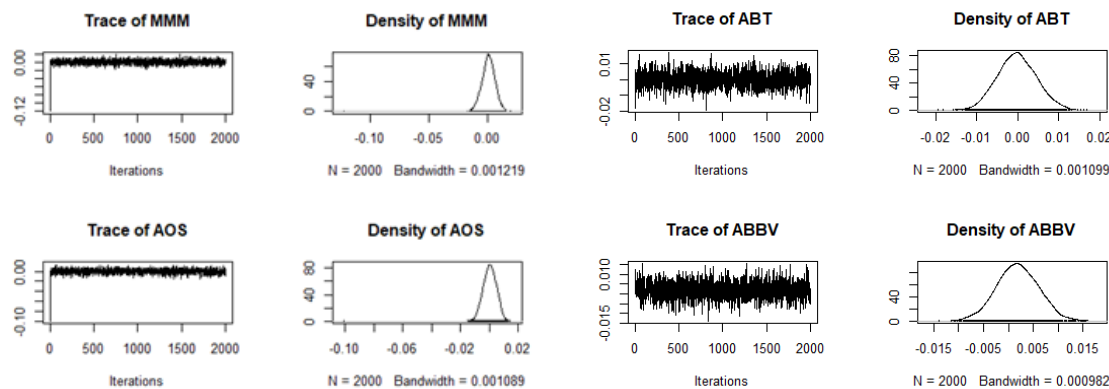 Trace of MMM
0.00
-0.12
0 500 1000 1500 2000
Iterations
Density of MMM
40
0
-0.10 -0.05 0.00
N = 2000 Bandwidth = 0.001219
Trace of ABT
0.01
-0.02
0 500 1000 1500 2000
Iterations
Density of ABT
80
40
0
-0.02 -0.01 0.00 0.01 0.02
N = 2000 Bandwidth = 0.001099
Trace of AOS
0.00
-0.10
0 500 1000 1500 2000
Iterations
Density of AOS
80
40
0
-0.10 -0.06 -0.02 0.02
N = 2000 Bandwidth = 0.001089
Trace of ABBV
0.010
-0.015
0 500 1000 1500 2000
Iterations
Density of ABBV
40
0
-0.015 -0.005 0.005 0.015
N = 2000 Bandwidth = 0.000982